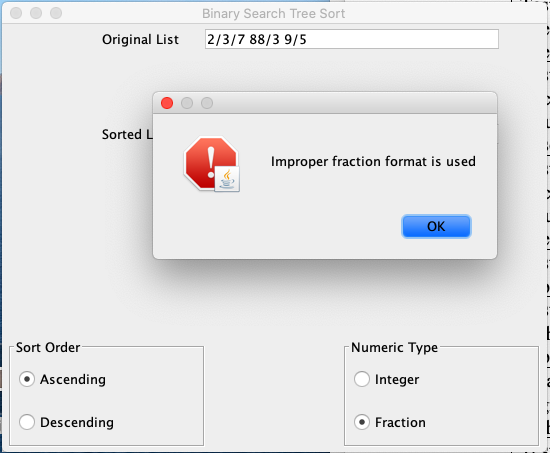 Binary Search Tree Sort
Original List 2/3/7 88/3 9/5
Sorted L
Improper fraction format is used
OK
Sort Order
Ascending
Descending
Numeric Type
Integer
Fraction